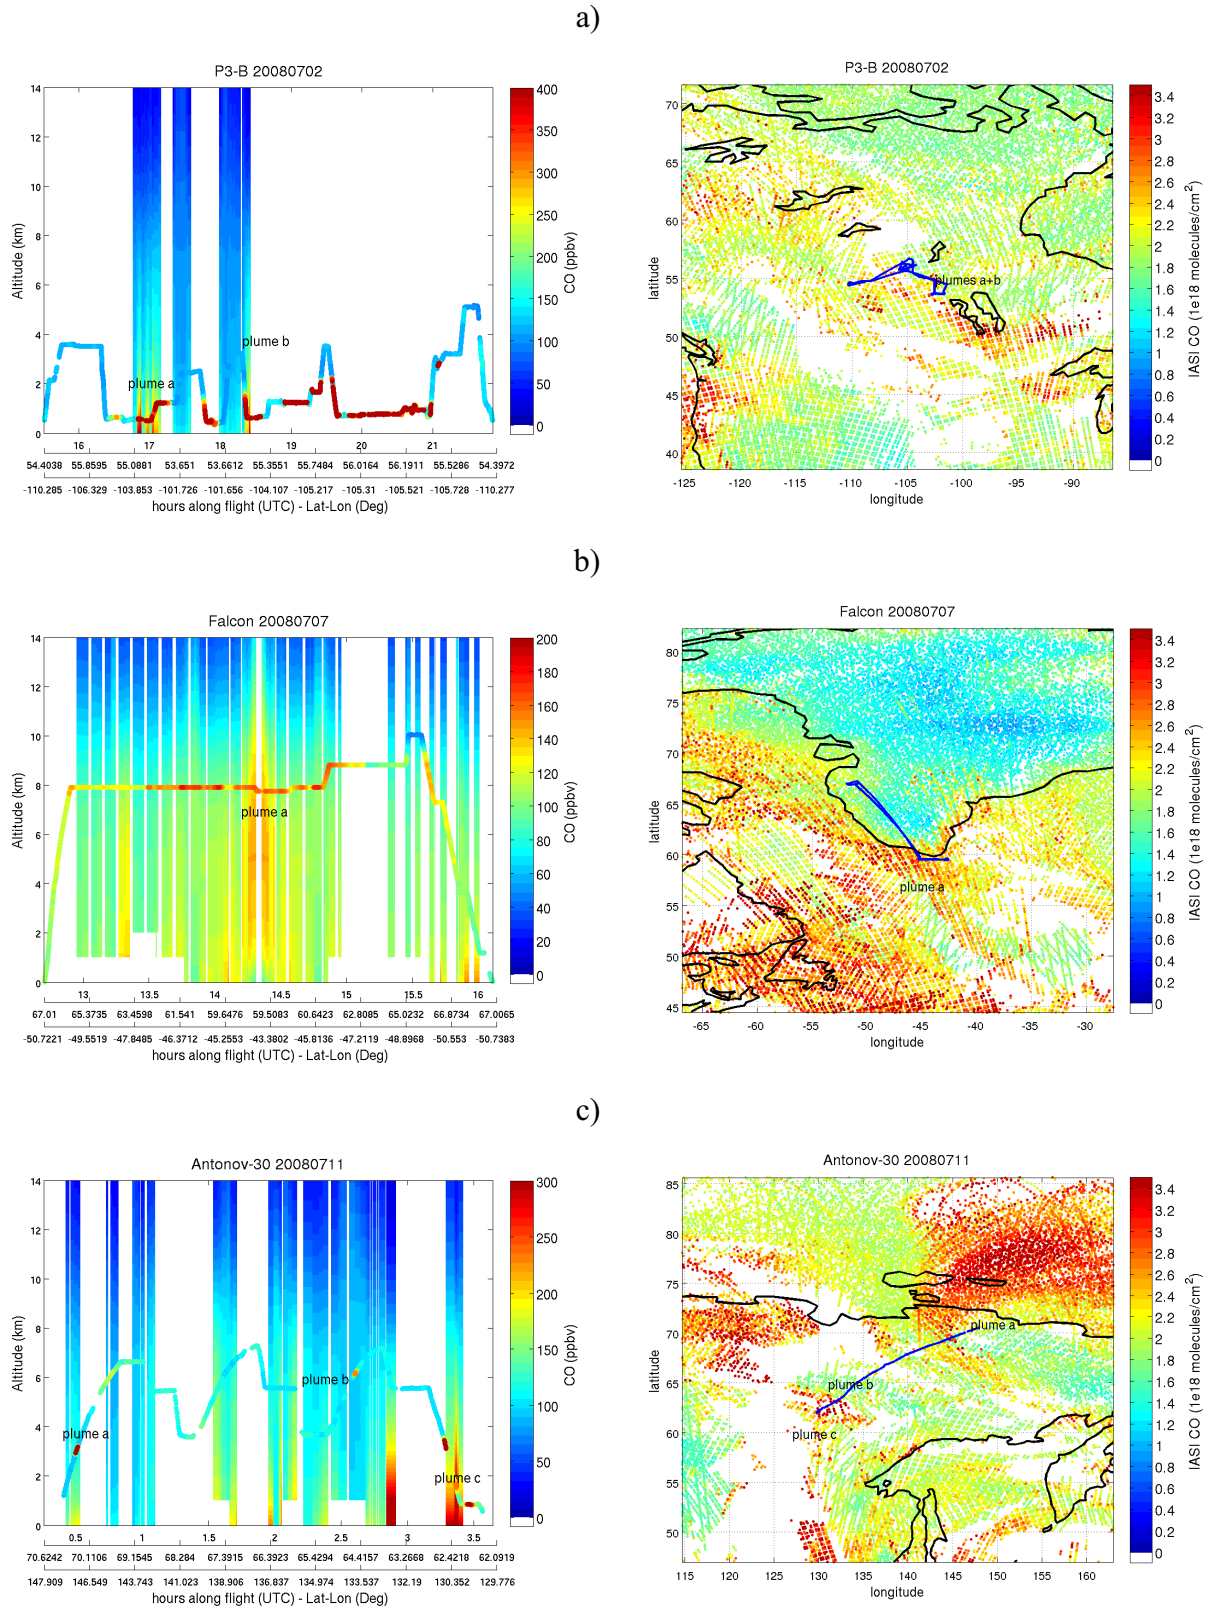 a)
P3-B 20080702
14
12
10
8
6
4
2
0
Altitude (km)
plume a
plume b
16 17 18 19 20 21
54.4038 55.8595 55.0881 53.651 53.6612 55.3551 55.7484 56.0164 56.1911 55.5286 54.3972
-110.285 -106.329 -103.853 -101.726 -101.656 -104.107 -105.217 -105.31 -105.521 -105.728 -110.277
hours along flight (UTC) - Lat-Lon (Deg)
400
350
300
250
200
150
100
50
0
CO (ppbv)
P3-B 20080702
70
65
60
55
50
45
40
latitude
plumes a+b
-125 -120 -115 -110 -105 -100 -95 -90
longitude
3.4
3.2
3
2.8
2.6
2.4
2.2
2
1.8
1.6
1.4
1.2
1
0.8
0.6
0.4
0.2
0
IASI CO (1e18 molecules/cm²)
b)
Falcon 20080707
14
12
10
8
6
4
2
0
Altitude (km)
plume a
13 13.5 14 14.5 15 15.5 16
67.01 65.3735 63.4598 61.541 59.6476 59.5083 60.6423 62.8085 65.0232 66.8734 67.0065
-50.7221 -49.5519 -47.8485 -46.3712 -45.2553 -43.3802 -45.8136 -47.2119 -48.8968 -50.553 -50.7383
hours along flight (UTC) - Lat-Lon (Deg)
200
180
160
140
120
100
80
60
40
20
0
CO (ppbv)
Falcon 20080707
80
75
70
65
60
55
50
45
latitude
plume a
-65 -60 -55 -50 -45 -40 -35 -30
longitude
3.4
3.2
3
2.8
2.6
2.4
2.2
2
1.8
1.6
1.4
1.2
1
0.8
0.6
0.4
0.2
0
IASI CO (1e18 molecules/cm²)
c)
Antonov-30 20080711
14
12
10
8
6
4
2
0
Altitude (km)
plume a
plume b
plume c
0.5 1 1.5 2 2.5 3 3.5
70.6242 70.1106 69.1545 68.284 67.3915 66.3923 65.4294 64.4157 63.2668 62.4218 62.0919
147.909 146.549 143.743 141.023 138.906 136.837 134.974 133.537 132.19 130.352 129.776
hours along flight (UTC) - Lat-Lon (Deg)
300
250
200
150
100
50
0
CO (ppbv)
Antonov-30 20080711
85
80
75
70
65
60
55
50
latitude
plume a
plume b
plume c
115 120 125 130 135 140 145 150 155 160
longitude
3.4
3.2
3
2.8
2.6
2.4
2.2
2
1.8
1.6
1.4
1.2
1
0.8
0.6
0.4
0.2
0
IASI CO (1e18 molecules/cm²)